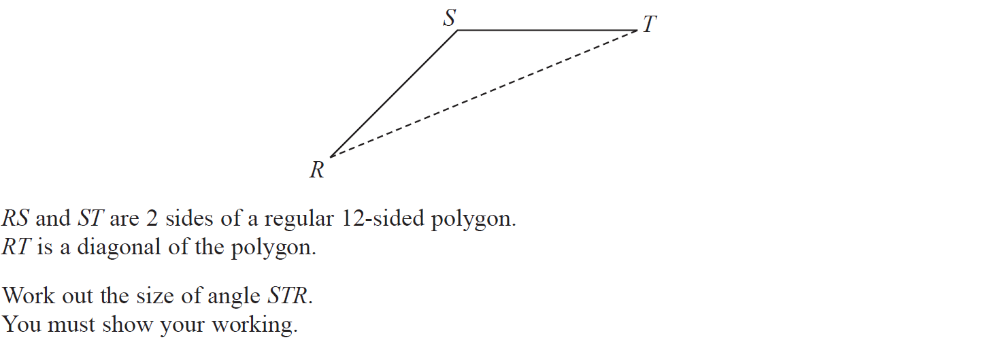 S
T
R
RS and ST are 2 sides of a regular 12-sided polygon.
RT is a diagonal of the polygon.
Work out the size of angle STR.
You must show your working.